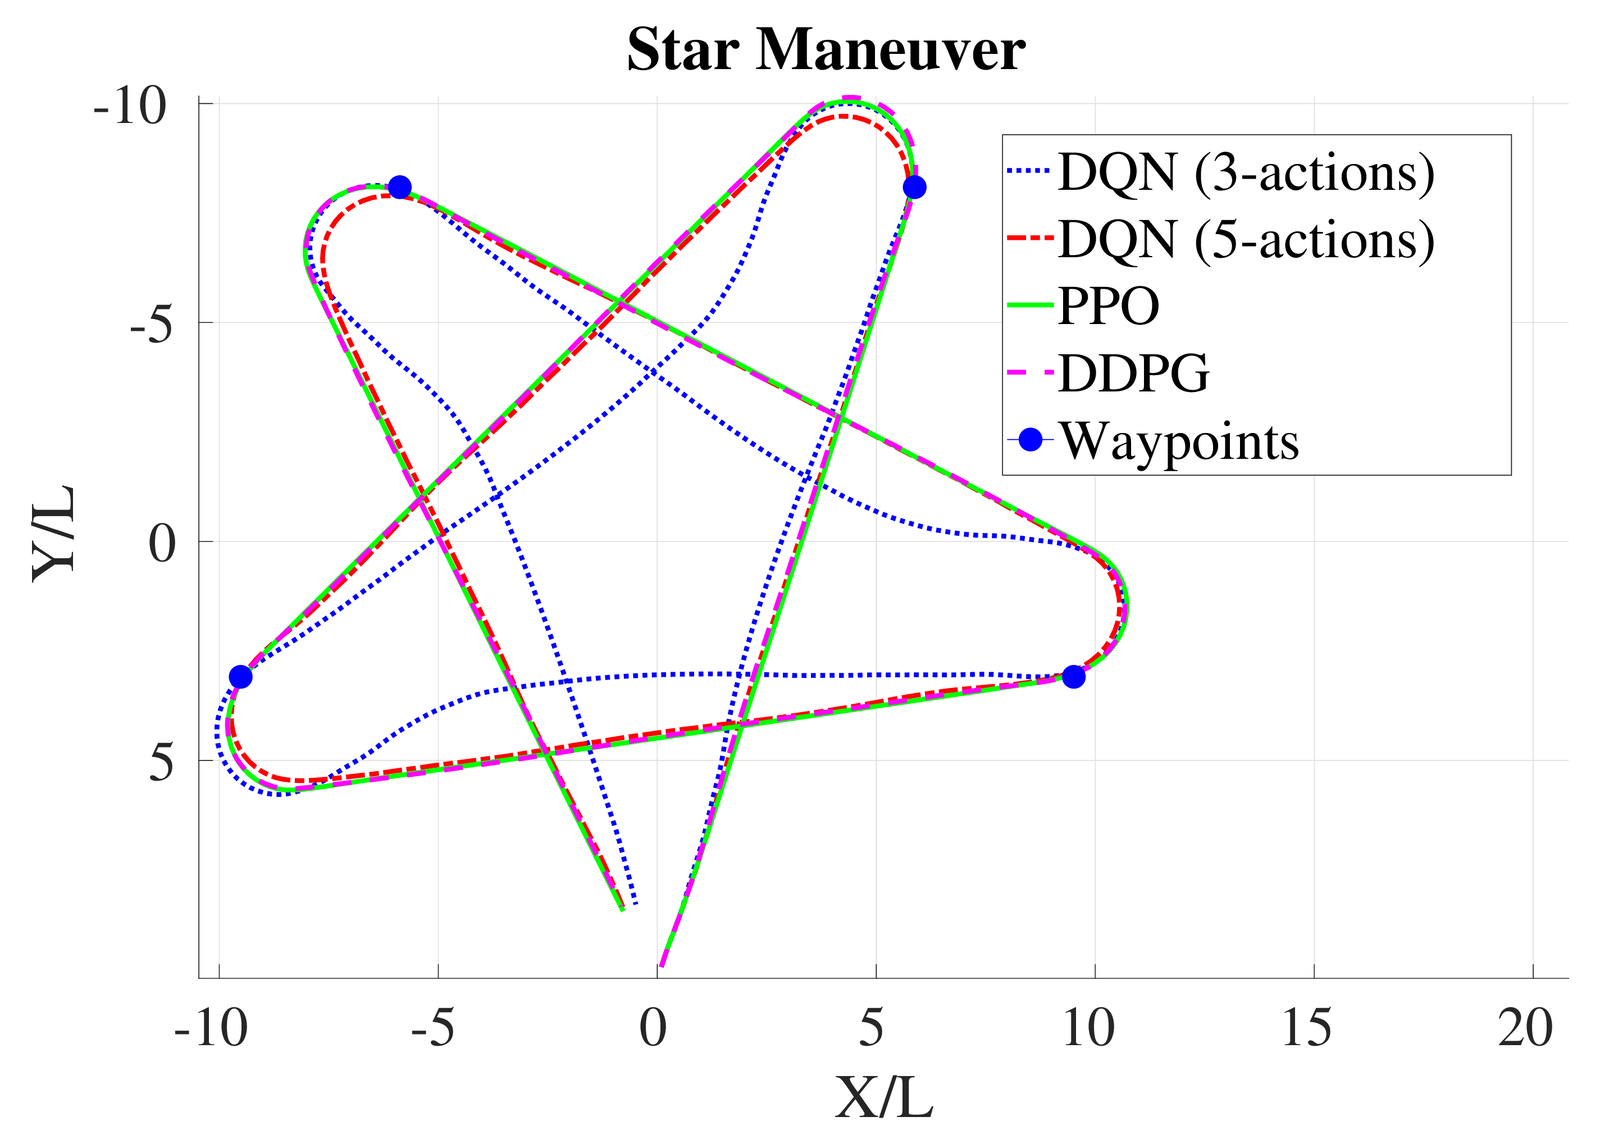 Star Maneuver
-10
-5
0
5
Y/L
DQN (3-actions)
DQN (5-actions)
PPO
DDPG
Waypoints
-10 -5 0 5 10 15 20
X/L